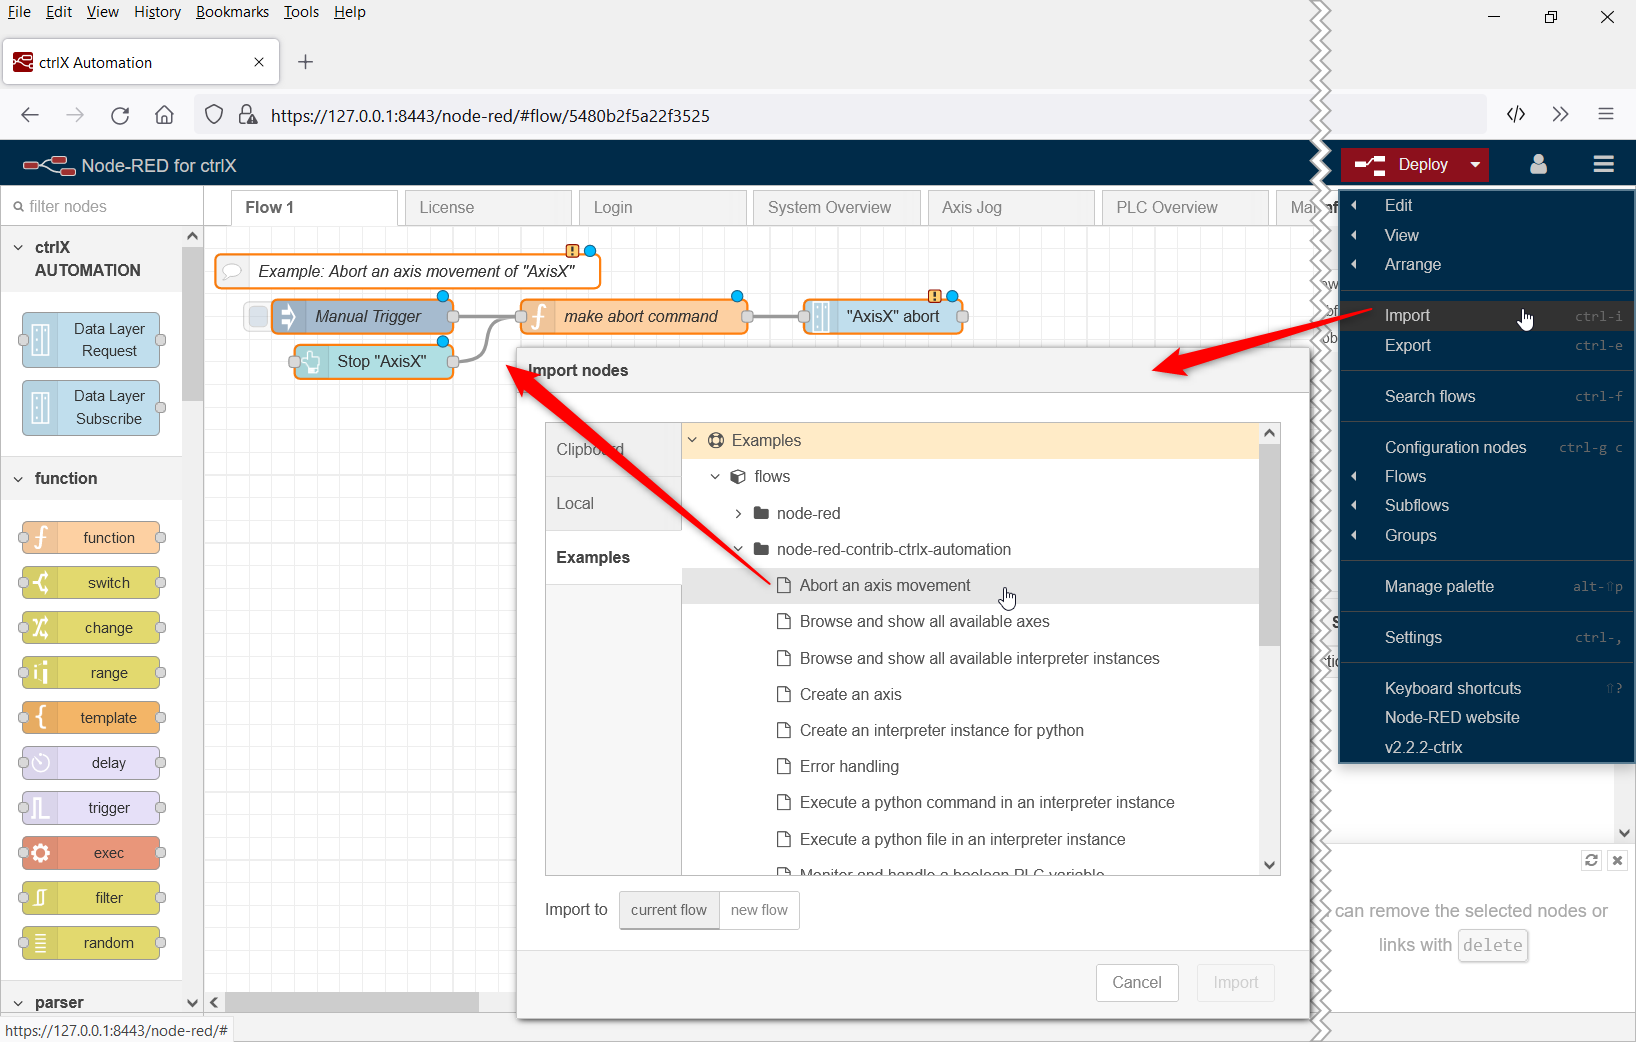 File Edit View History Bookmarks Tools Help
ctrlX Automation
https://127.0.0.1:8443/node-red/#flow/5480b2f5a22f3525
Node-RED for ctrlX
Deploy
filter nodes
Flow 1
License
Login
System Overview
Axis Jog
PLC Overview
ctrlX
AUTOMATION
Data Layer
Request
Data Layer
Subscribe
function
function
switch
change
range
template
delay
trigger
exec
filter
random
parser
https://127.0.0.1:8443/node-red/#
Example: Abort an axis movement of "AxisX"
Manual Trigger
make abort command
"AxisX" abort
Stop "AxisX"
Import nodes
Clipboard
Local
Examples
Examples
flows
node-red
node-red-contrib-ctrlx-automation
Abort an axis movement
Browse and show all available axes
Browse and show all available interpreter instances
Create an axis
Create an interpreter instance for python
Error handling
Execute a python command in an interpreter instance
Execute a python file in an interpreter instance
Monitor and handle a boolean PLC variable
Import to current flow new flow
Cancel Import
Edit
View
Arrange
Import ctrl-i
Export ctrl-e
Search flows ctrl-f
Configuration nodes ctrl-g c
Flows
Subflows
Groups
Manage palette alt-⇧p
Settings ctrl-,
Keyboard shortcuts ⇧?
Node-RED website
v2.2.2-ctrlx
can remove the selected nodes or
links with delete